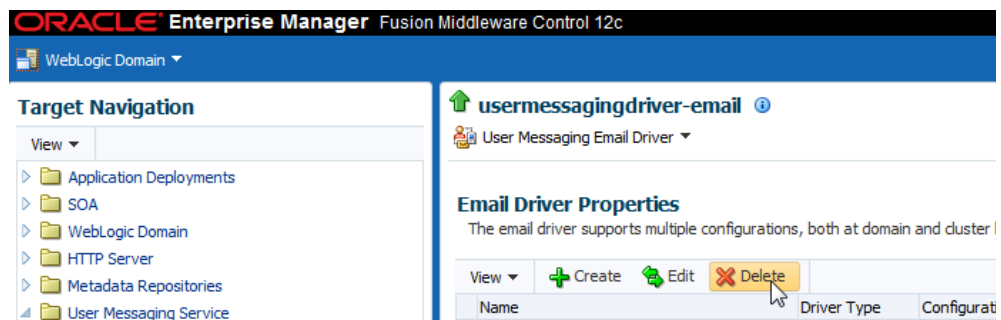 ORACLE Enterprise Manager Fusion Middleware Control 12c
WebLogic Domain
Target Navigation
View
Application Deployments
SOA
WebLogic Domain
HTTP Server
Metadata Repositories
User Messaging Service
usermessagingdriver-email
User Messaging Email Driver
Email Driver Properties
The email driver supports multiple configurations, both at domain and cluster
View Create Edit Delete
Name Driver Type Configurati